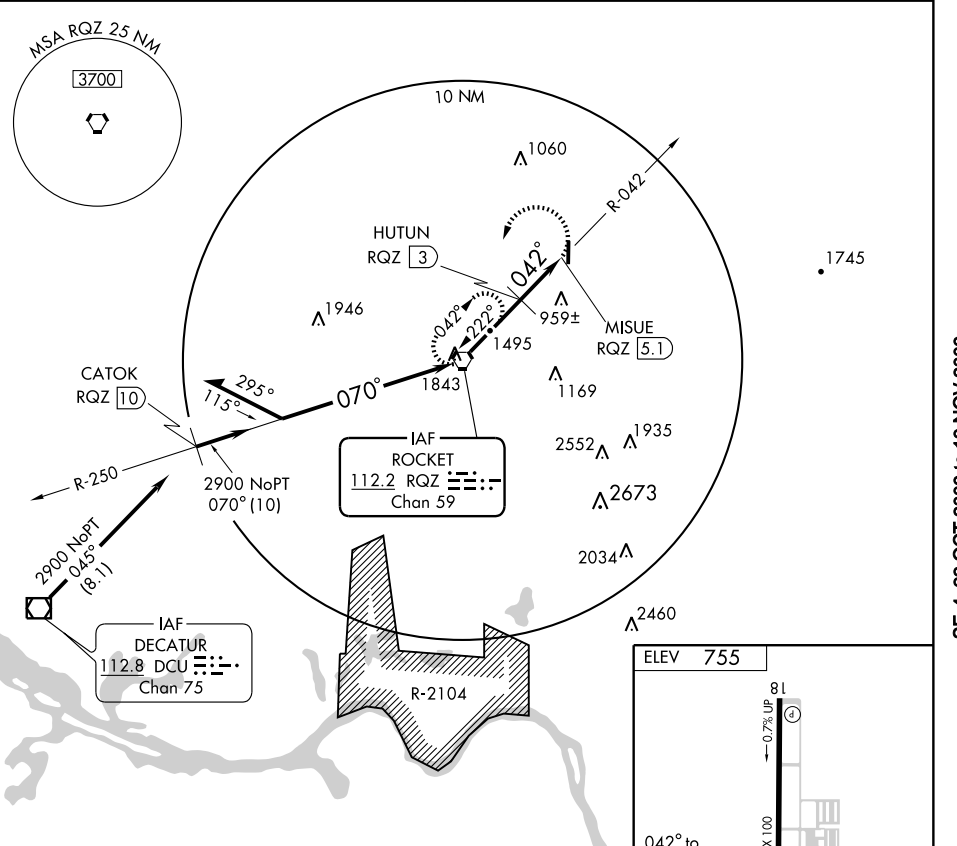 MSA RQZ 25 NM
3700
10 NM
1060
R-042
HUTUN
RQZ 3
042°
1745
1946
042°
222°
959±
MISUE
RQZ 5.1
1495
CATOK
RQZ 10
295°
115°
070°
1843
1169
R-250
2900 NoPT
070° (10)
IAF
ROCKET
112.2 RQZ
Chan 59
2552
1935
2673
2034
2900 NoPT
045°
(8.1)
2460
IAF
DECATUR
112.8 DCU
Chan 75
R-2104
ELEV 755
18
0.7% UP
P
X 100
042° to